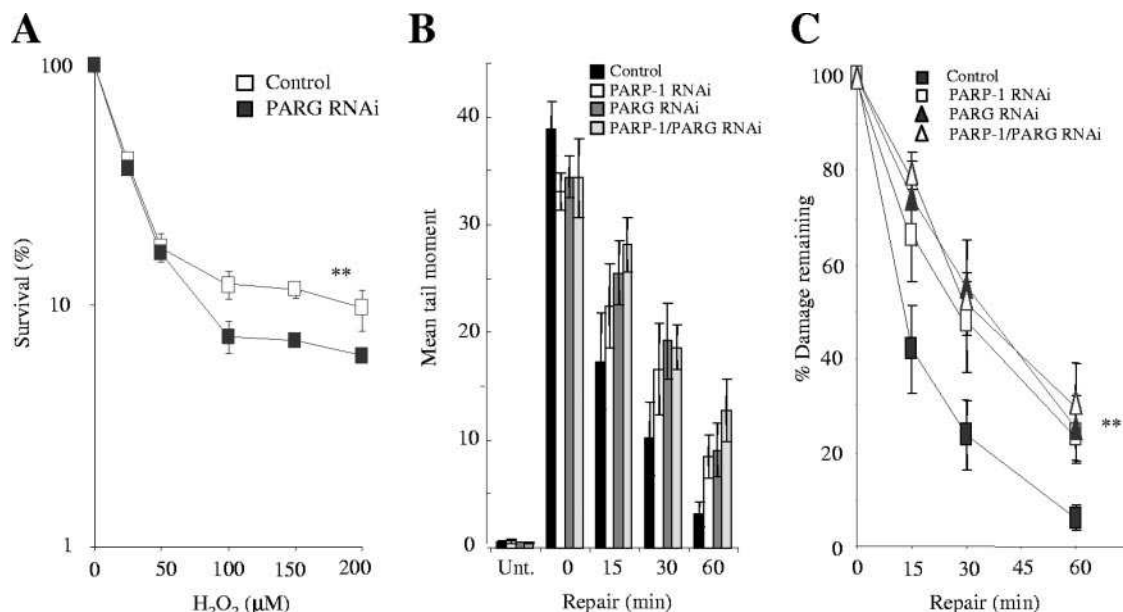 A
Survival (%)
100
10
1
Control
PARG RNAi
**
0 50 100 150 200
H₂O₂ (µM)
B
Mean tail moment
40
30
20
10
0
Control
PARP-1 RNAi
PARG RNAi
PARP-1/PARG RNAi
Unt. 0 15 30 60
Repair (min)
C
% Damage remaining
100
80
60
40
20
0
Control
PARP-1 RNAi
PARG RNAi
PARP-1/PARG RNAi
**
0 15 30 45 60
Repair (min)